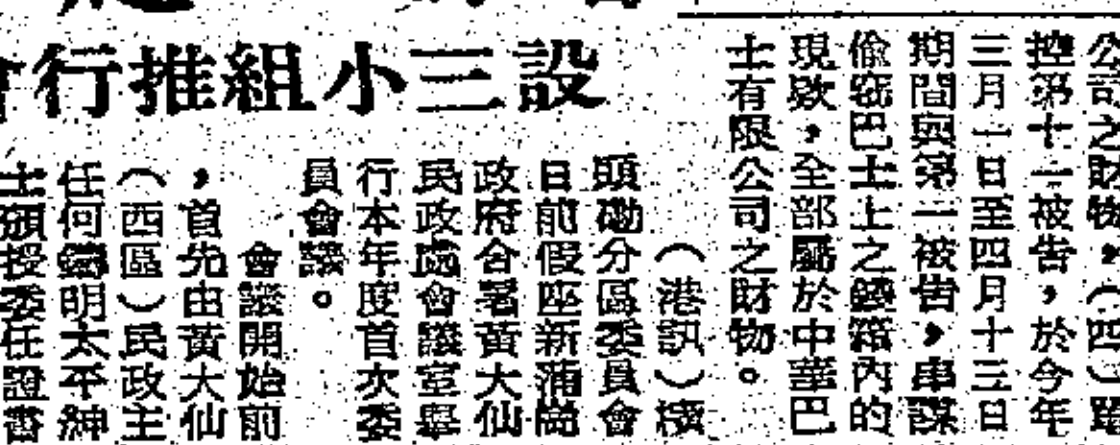 設三小組推行
公司之財物，（四）
控第十一被告，於今年
三月一日至四月十三日
期間與第一被告，串謀
偷竊巴士上之錢箱內的
現款，全部屬於中華巴
士有限公司之財物。
（港訊）橫
頭磡分區委員會
日前假座新蒲崗
政府合署黃大仙
民政處會議室舉
行本年度首次委
員會議。
會議開始前
，首先由黃大仙
（西區）民政主
任何鑄明太平紳
士頒授委任證書